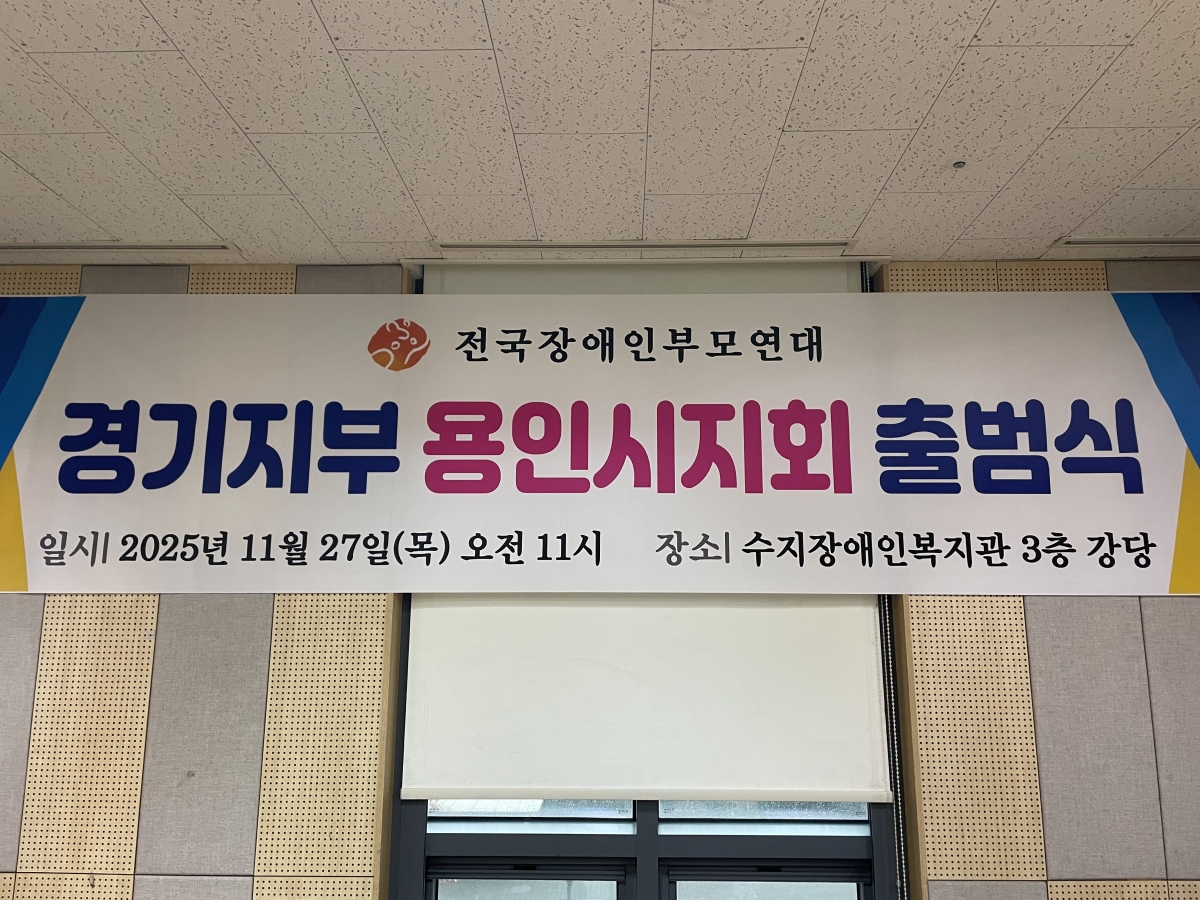 전국장애인부모연대
경기지부 용인시지회 출범식
일시| 2025년 11월 27일(목) 오전 11시 장소| 수지장애인복지관 3층 강당